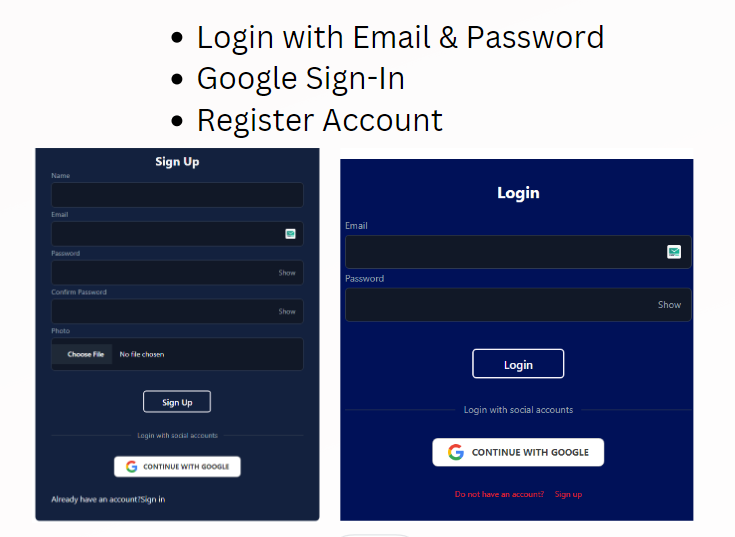 Login with Email & Password
Google Sign-In
Register Account
Sign Up
Name
Email
Password
Show
Confirm Password
Show
Photo
Choose File No file chosen
Sign Up
Login with social accounts
CONTINUE WITH GOOGLE
Already have an account?Sign in
Login
Email
Password
Show
Login
Login with social accounts
CONTINUE WITH GOOGLE
Do not have an account? Sign up